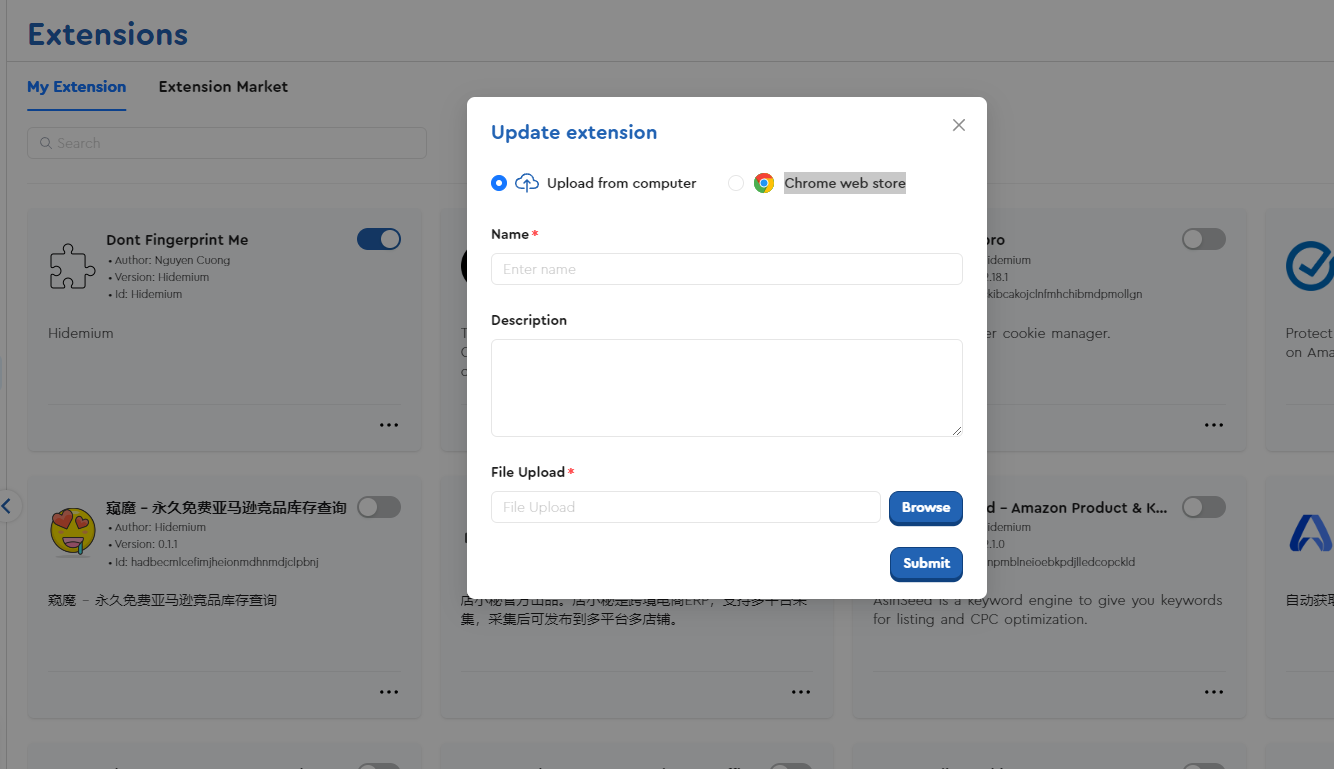 Extensions
My Extension
Extension Market
Search
Update extension
Upload from computer
Chrome web store
Name *
Enter name
Description
File Upload *
File Upload
Browse
Submit
Dont Fingerprint Me
• Author: Nguyen Cuong
• Version: Hidemium
• Id: Hidemium
Hidemium
kibcakojclnfmhchibmdpmollgn
cookie manager.
Protect
on Ama
窥魔 - 永久免费亚马逊竞品库存查询
• Author: Hidemium
• Version: 0.1.1
• Id: hadbecmlcefimjheionmdhnmdjclpbnj
窥魔 - 永久免费亚马逊竞品库存查询
店小秘官方出品。店小秘是跨境电商ERP，支持多平台采
集，采集后可发布到多平台多店铺。
d - Amazon Product & K...
idemium
2.1.0
npmblneioebkpdjlledcopckld
AsinSeed is a keyword engine to give you keywords
for listing and CPC optimization.
自动获取